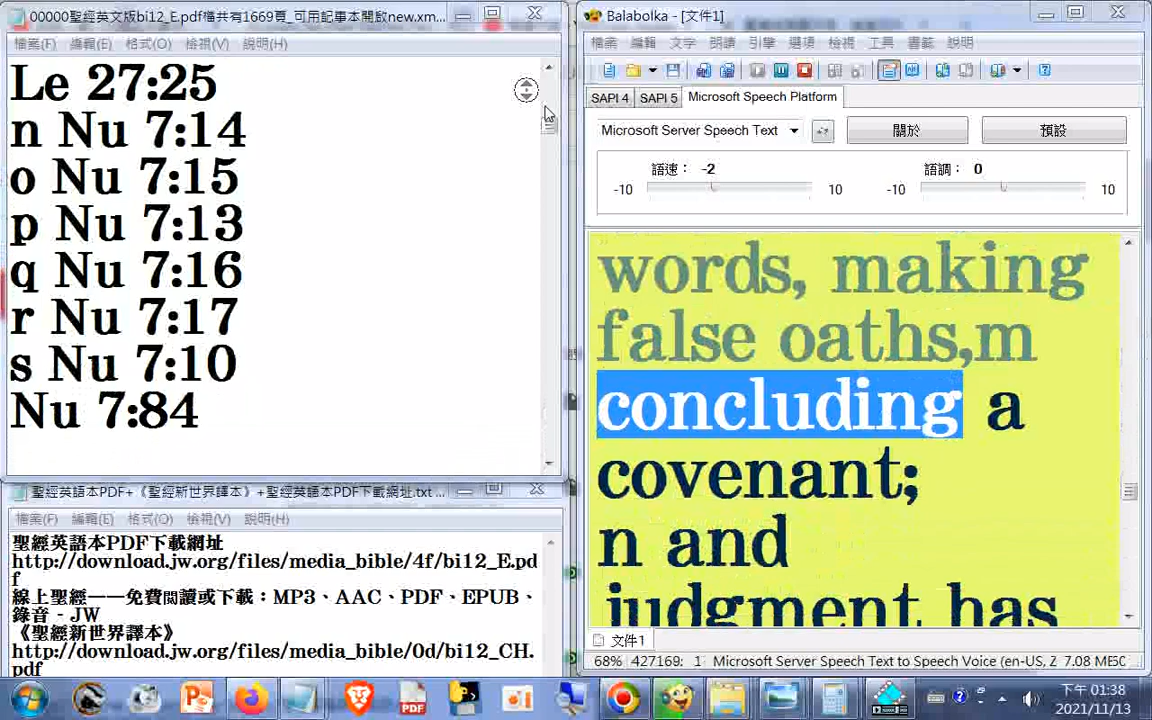 00000聖經英文版bi12_E.pdf檔共有1669頁_可用記事本開啟new.xm...
檔案(F) 編輯(E) 格式(O) 檢視(V) 說明(H)
Le 27:25
n Nu 7:14
o Nu 7:15
p Nu 7:13
q Nu 7:16
r Nu 7:17
s Nu 7:10
Nu 7:84
聖經英語本PDF+《聖經新世界譯本》+聖經英語本PDF下載網址.txt ...
檔案(F) 編輯(E) 格式(O) 檢視(V) 說明(H)
聖經英語本PDF下載網址
http://download.jw.org/files/media_bible/4f/bi12_E.pd
f
線上聖經——免費閱讀或下載：MP3、AAC、PDF、EPUB、
錄音 - JW
《聖經新世界譯本》
http://download.jw.org/files/media_bible/0d/bi12_CH.
pdf
Balabolka - [文件1]
檔案 編輯 文字 朗讀 引擎 選項 檢視 工具 書籤 說明
SAPI 4 SAPI 5 Microsoft Speech Platform
Microsoft Server Speech Text 關於 預設
語速： -2 語調： 0
-10 10 -10 10
words, making
false oaths,m
concluding a
covenant;
n and
judgment has
文件1
68% 427169: 1 Microsoft Server Speech Text to Speech Voice (en-US, Z 7.08 МБ
下午 01:38
2021/11/13